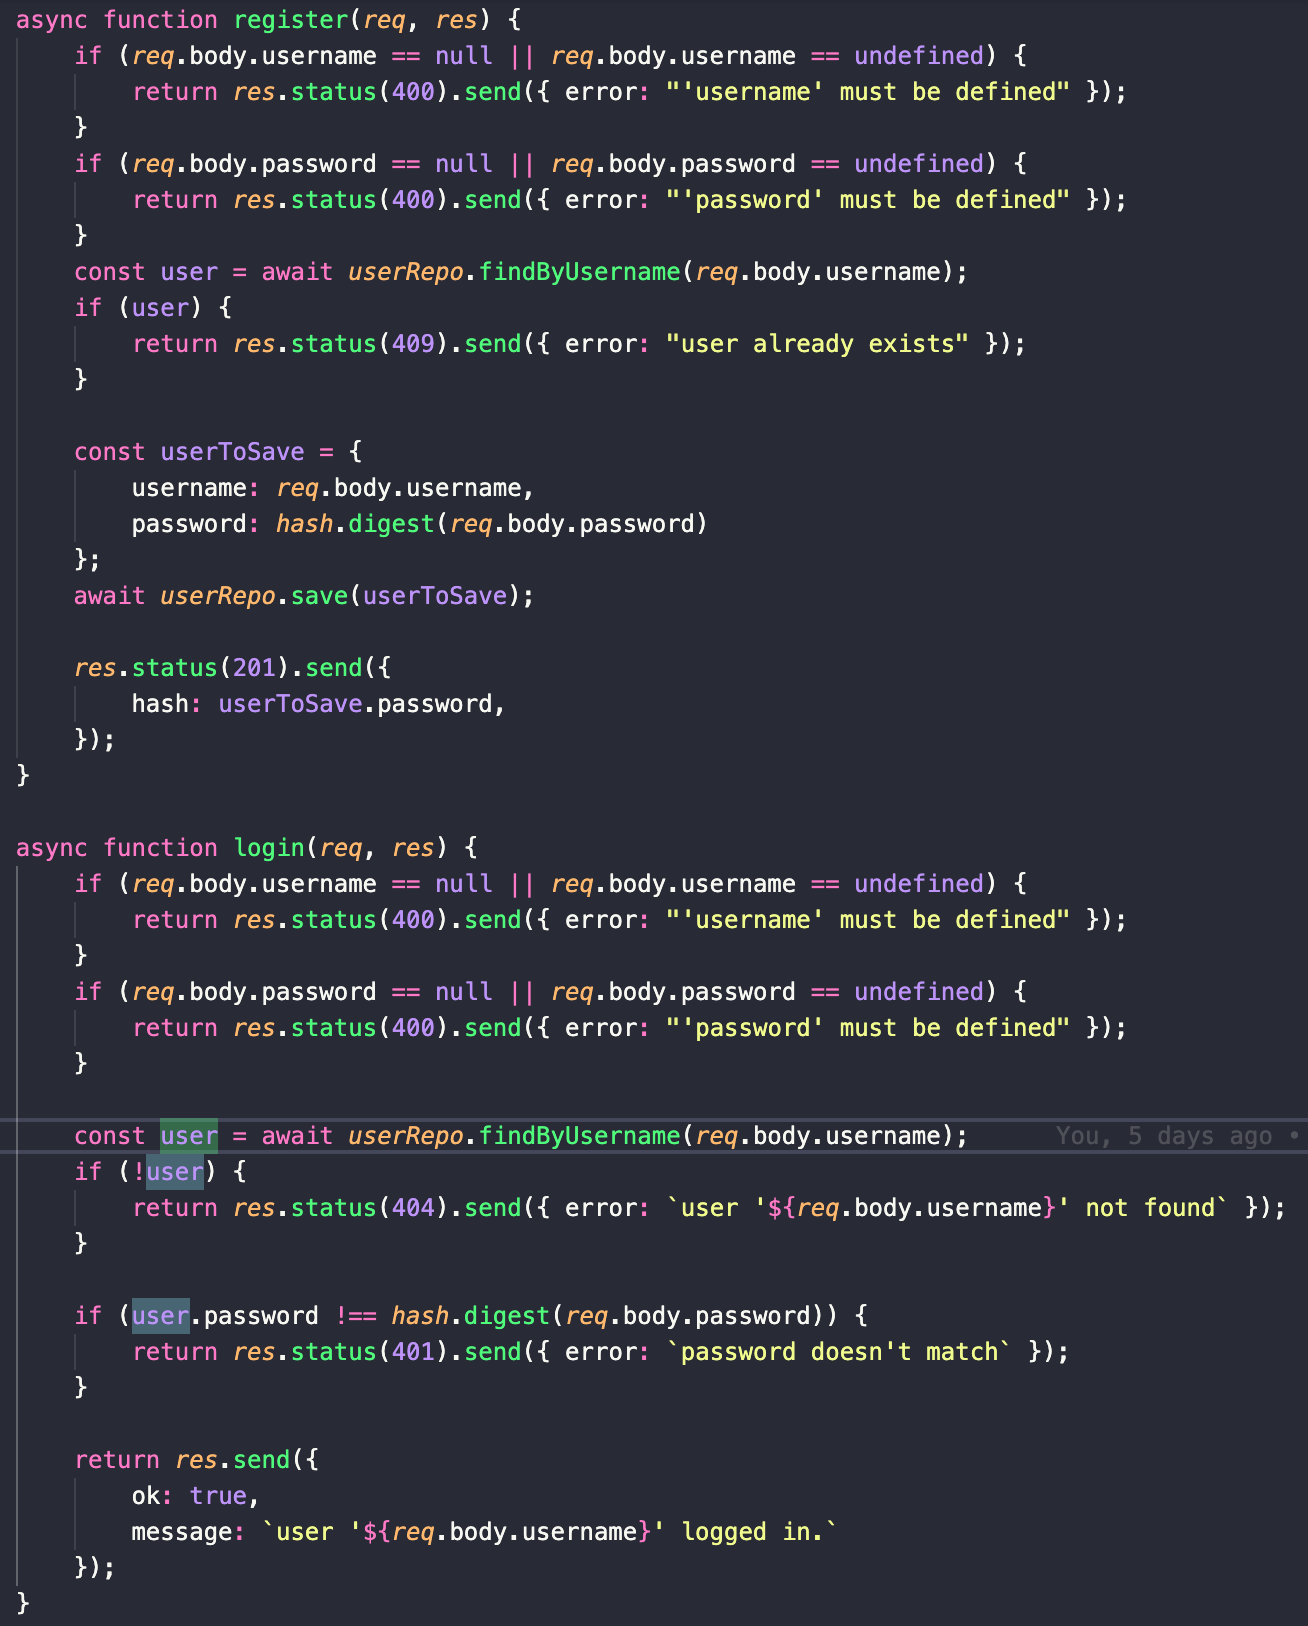 async function register(req, res) {
    if (req.body.username == null || req.body.username == undefined) {
        return res.status(400).send({ error: "'username' must be defined" });
    }
    if (req.body.password == null || req.body.password == undefined) {
        return res.status(400).send({ error: "'password' must be defined" });
    }
    const user = await userRepo.findByUsername(req.body.username);
    if (user) {
        return res.status(409).send({ error: "user already exists" });
    }

    const userToSave = {
        username: req.body.username,
        password: hash.digest(req.body.password)
    };
    await userRepo.save(userToSave);

    res.status(201).send({
        hash: userToSave.password,
    });
}

async function login(req, res) {
    if (req.body.username == null || req.body.username == undefined) {
        return res.status(400).send({ error: "'username' must be defined" });
    }
    if (req.body.password == null || req.body.password == undefined) {
        return res.status(400).send({ error: "'password' must be defined" });
    }

    const user = await userRepo.findByUsername(req.body.username);      You, 5 days ago •
    if (!user) {
        return res.status(404).send({ error: `user '${req.body.username}' not found` });
    }

    if (user.password !== hash.digest(req.body.password)) {
        return res.status(401).send({ error: `password doesn't match` });
    }

    return res.send({
        ok: true,
        message: `user '${req.body.username}' logged in.`
    });
}